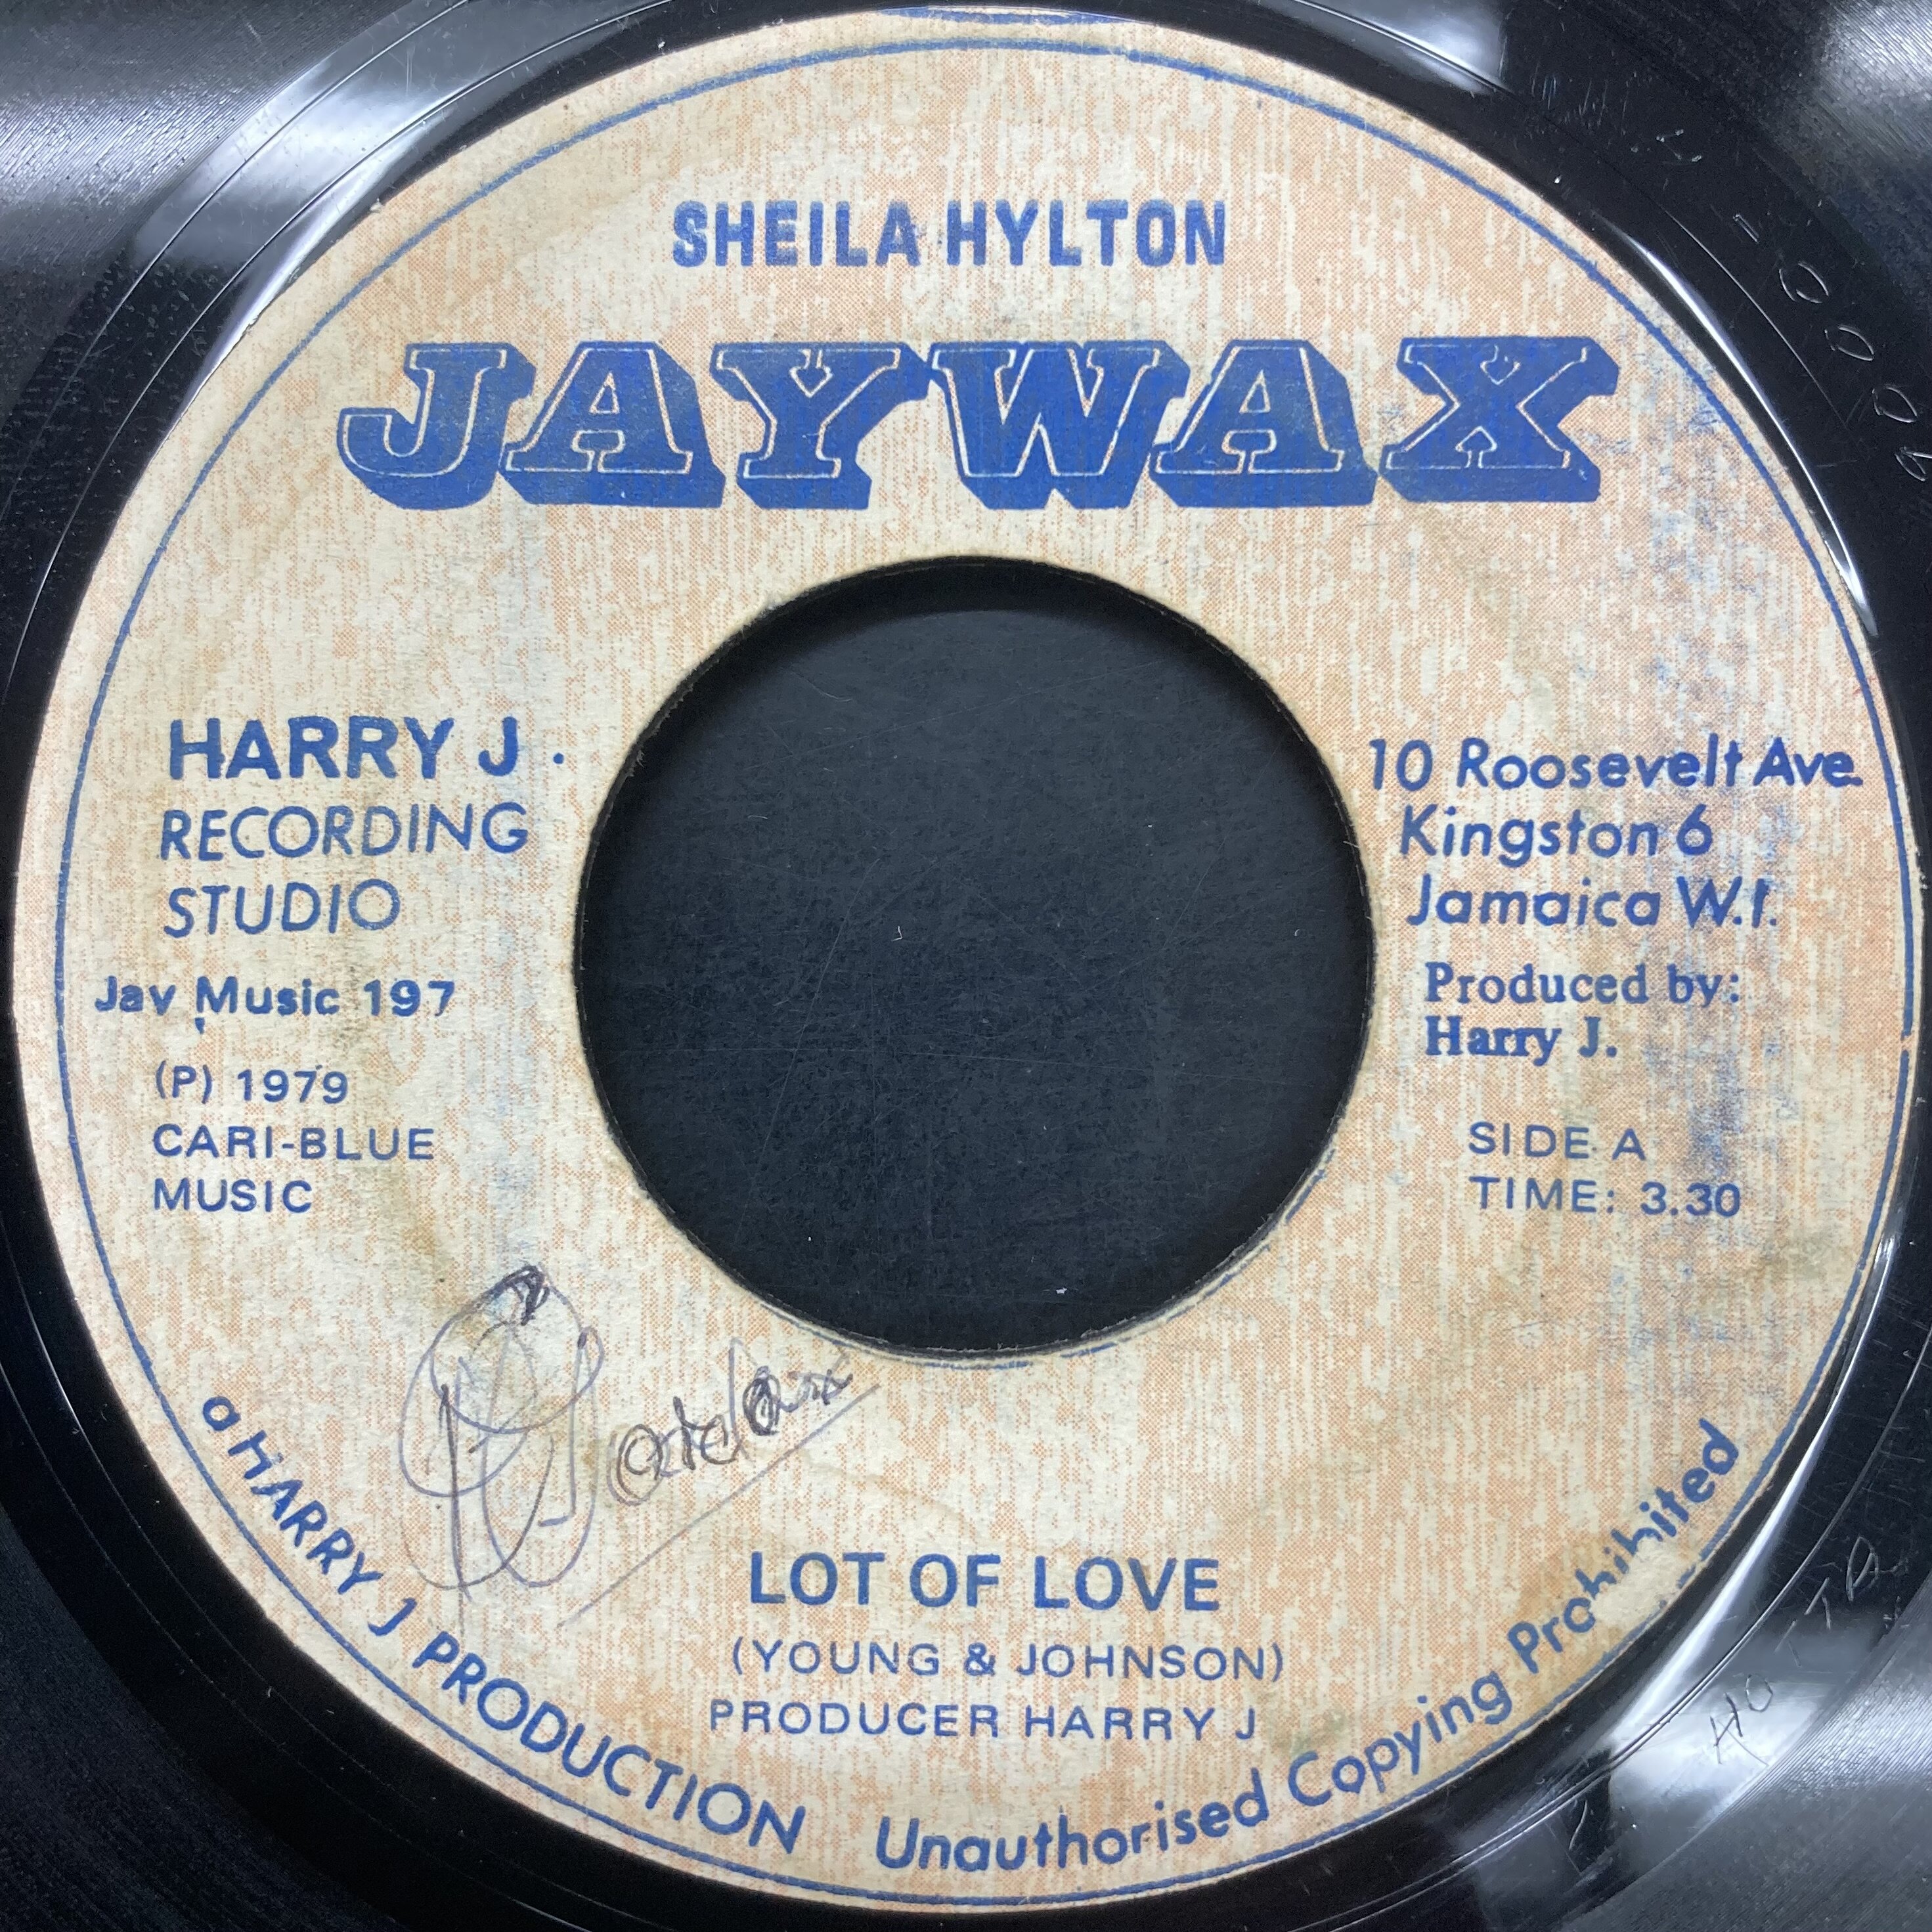 SHEILA HYLTON
JAYWAX
HARRY J.
RECORDING
STUDIO
Jay Music 197
(P) 1979
CARI-BLUE
MUSIC
10 Roosevelt Ave.
Kingston 6
Jamaica W.I.
Produced by:
Harry J.
SIDE A
TIME: 3.30
LOT OF LOVE
(YOUNG & JOHNSON)
PRODUCER HARRY J
a HARRY J PRODUCTION
Unauthorised Copying Prohibited